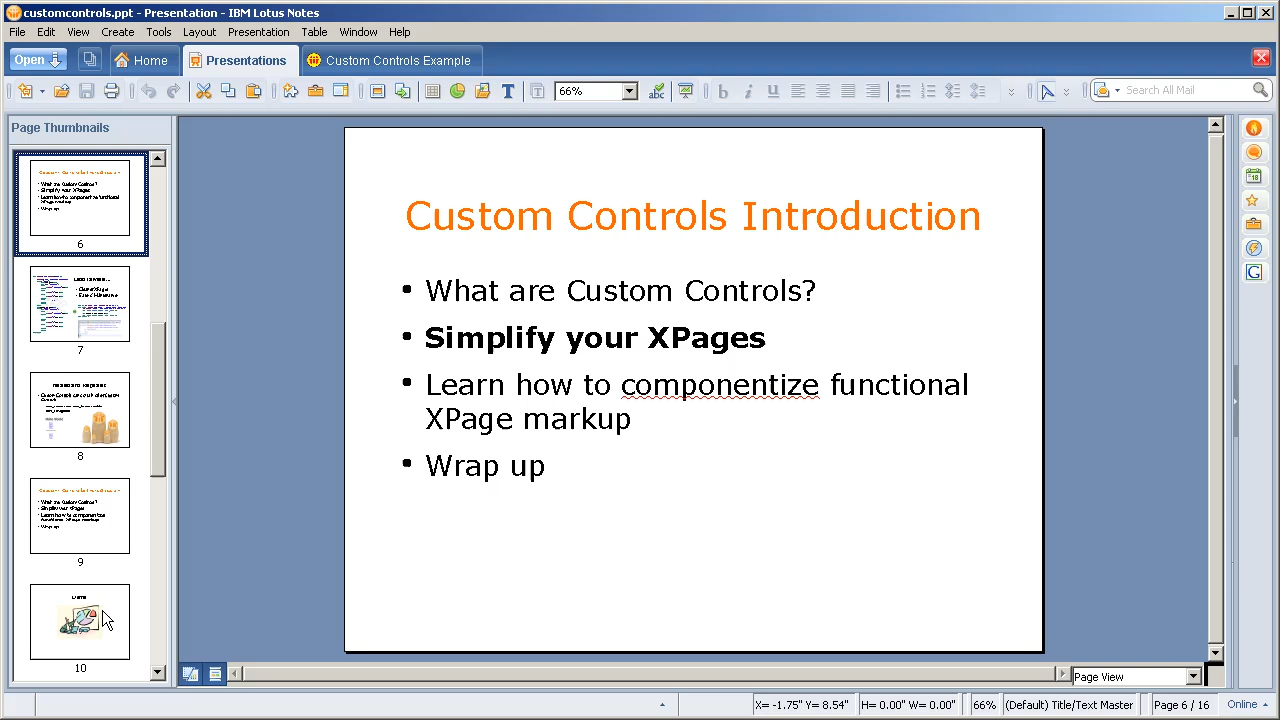 customcontrols.ppt - Presentation - IBM Lotus Notes
File Edit View Create Tools Layout Presentation Table Window Help
Open Home Presentations Custom Controls Example
66% Search All Mail
Page Thumbnails
6
7
8
9
10
Custom Controls Introduction
• What are Custom Controls?
• Simplify your XPages
• Learn how to componentize functional
XPage markup
• Wrap up
Page View
X= -1.75" Y= 8.54" H= 0.00" W= 0.00" 66% (Default) Title/Text Master Page 6 / 16 Online